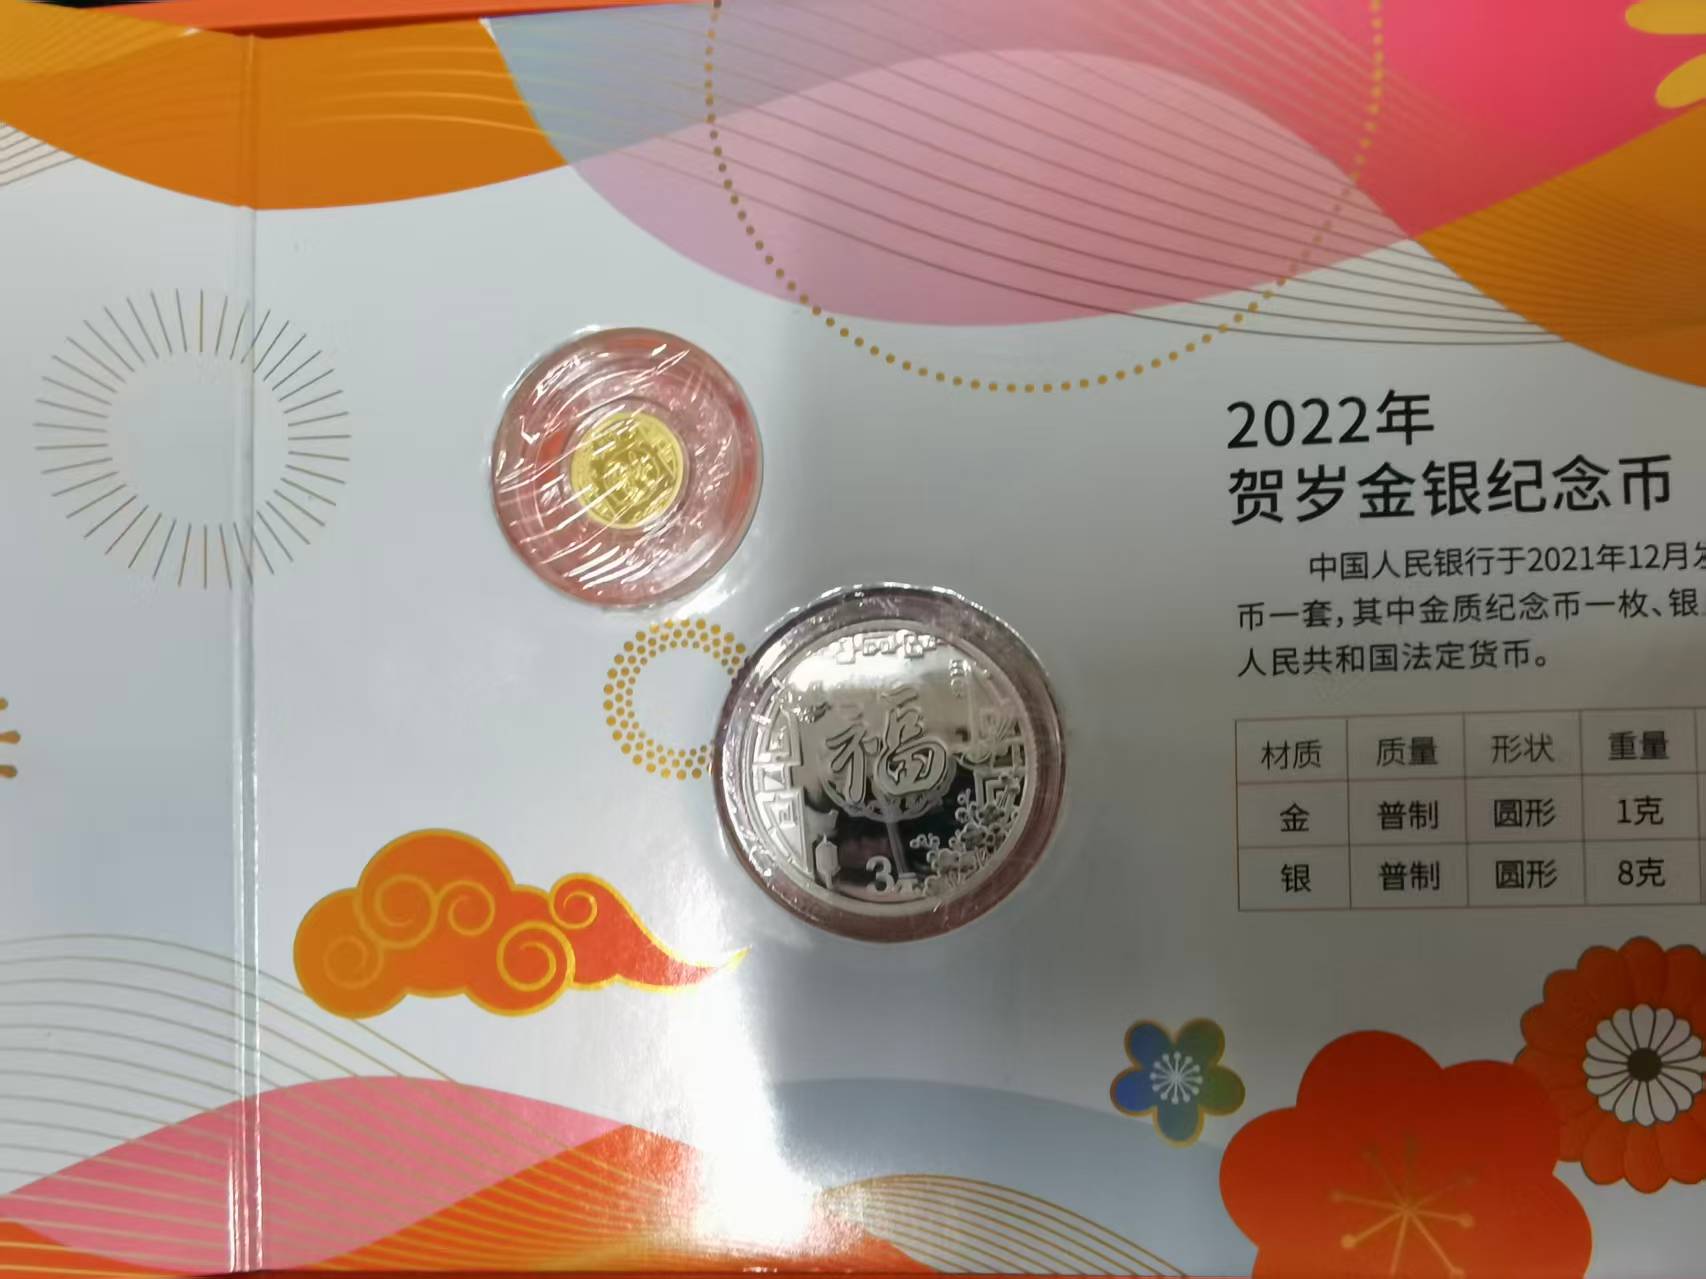 2022年
贺岁金银纪念币
中国人民银行于2021年12月发
币一套,其中金质纪念币一枚、银
人民共和国法定货币。
材质 质量 形状 重量
金 普制 圆形 1克
银 普制 圆形 8克
福
3元